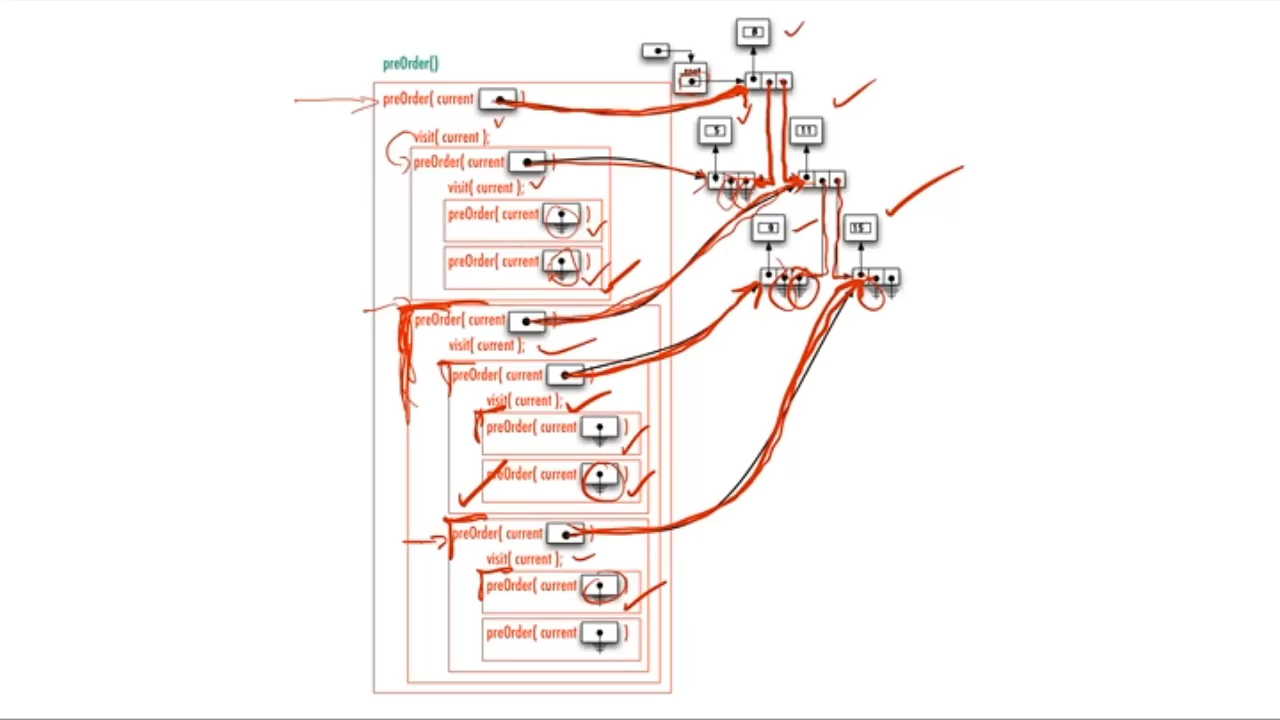 preOrder()
8
root
preOrder( current )
5
11
visit( current );
preOrder( current )
visit( current );
preOrder( current )
9
15
preOrder( current )
preOrder( current )
visit( current );
preOrder( current )
visit( current );
preOrder( current )
preOrder( current )
preOrder( current )
visit( current );
preOrder( current )
preOrder( current )